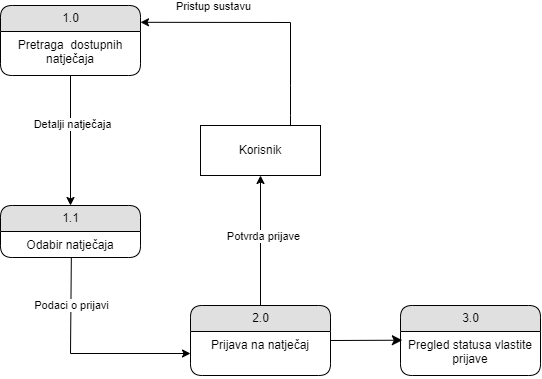 Pristup sustavu
1.0
Pretraga dostupnih
natječaja
Detalji natječaja
Korisnik
1.1
Odabir natječaja
Potvrda prijave
Podaci o prijavi
2.0
Prijava na natječaj
3.0
Pregled statusa vlastite
prijave